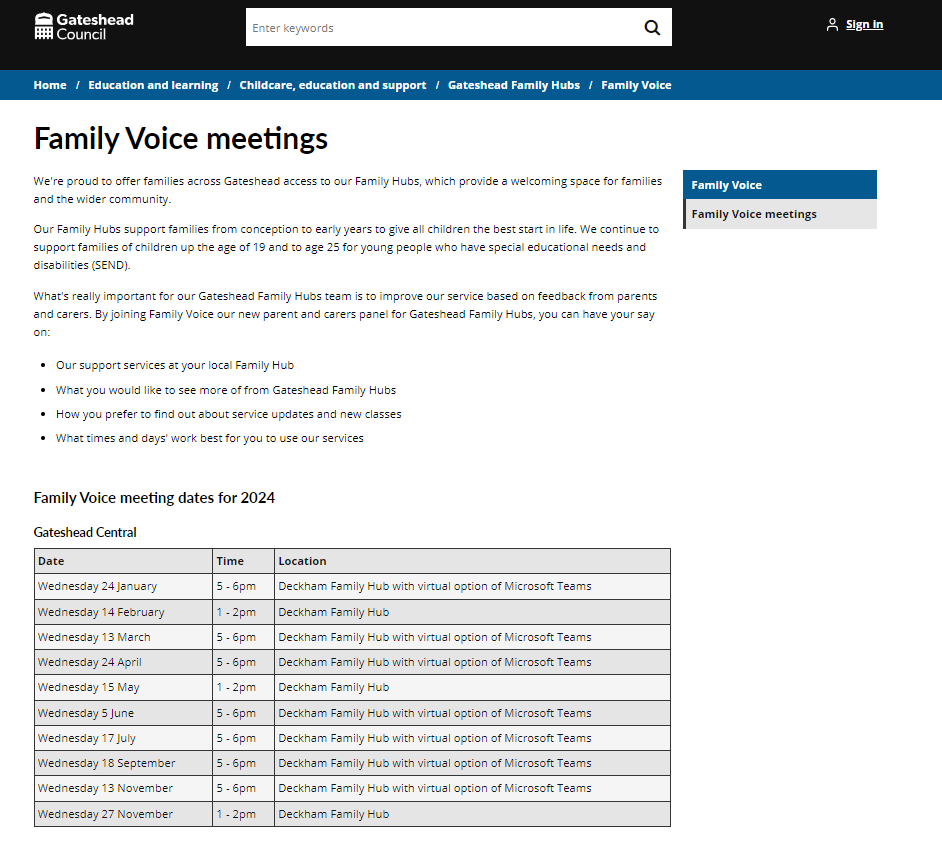 Gateshead
Council
Enter keywords
Sign in
Home / Education and learning / Childcare, education and support / Gateshead Family Hubs / Family Voice
Family Voice meetings
We're proud to offer families across Gateshead access to our Family Hubs, which provide a welcoming space for families
and the wider community.
Our Family Hubs support families from conception to early years to give all children the best start in life. We continue to
support families of children up the age of 19 and to age 25 for young people who have special educational needs and
disabilities (SEND).
What's really important for our Gateshead Family Hubs team is to improve our service based on feedback from parents
and carers. By joining Family Voice our new parent and carers panel for Gateshead Family Hubs, you can have your say
on:
• Our support services at your local Family Hub
• What you would like to see more of from Gateshead Family Hubs
• How you prefer to find out about service updates and new classes
• What times and days' work best for you to use our services
Family Voice
Family Voice meetings
Family Voice meeting dates for 2024
Gateshead Central
Date Time Location
Wednesday 24 January 5 - 6pm Deckham Family Hub with virtual option of Microsoft Teams
Wednesday 14 February 1 - 2pm Deckham Family Hub
Wednesday 13 March 5 - 6pm Deckham Family Hub with virtual option of Microsoft Teams
Wednesday 24 April 5 - 6pm Deckham Family Hub with virtual option of Microsoft Teams
Wednesday 15 May 1 - 2pm Deckham Family Hub
Wednesday 5 June 5 - 6pm Deckham Family Hub with virtual option of Microsoft Teams
Wednesday 17 July 5 - 6pm Deckham Family Hub with virtual option of Microsoft Teams
Wednesday 18 September 5 - 6pm Deckham Family Hub with virtual option of Microsoft Teams
Wednesday 13 November 5 - 6pm Deckham Family Hub with virtual option of Microsoft Teams
Wednesday 27 November 1 - 2pm Deckham Family Hub